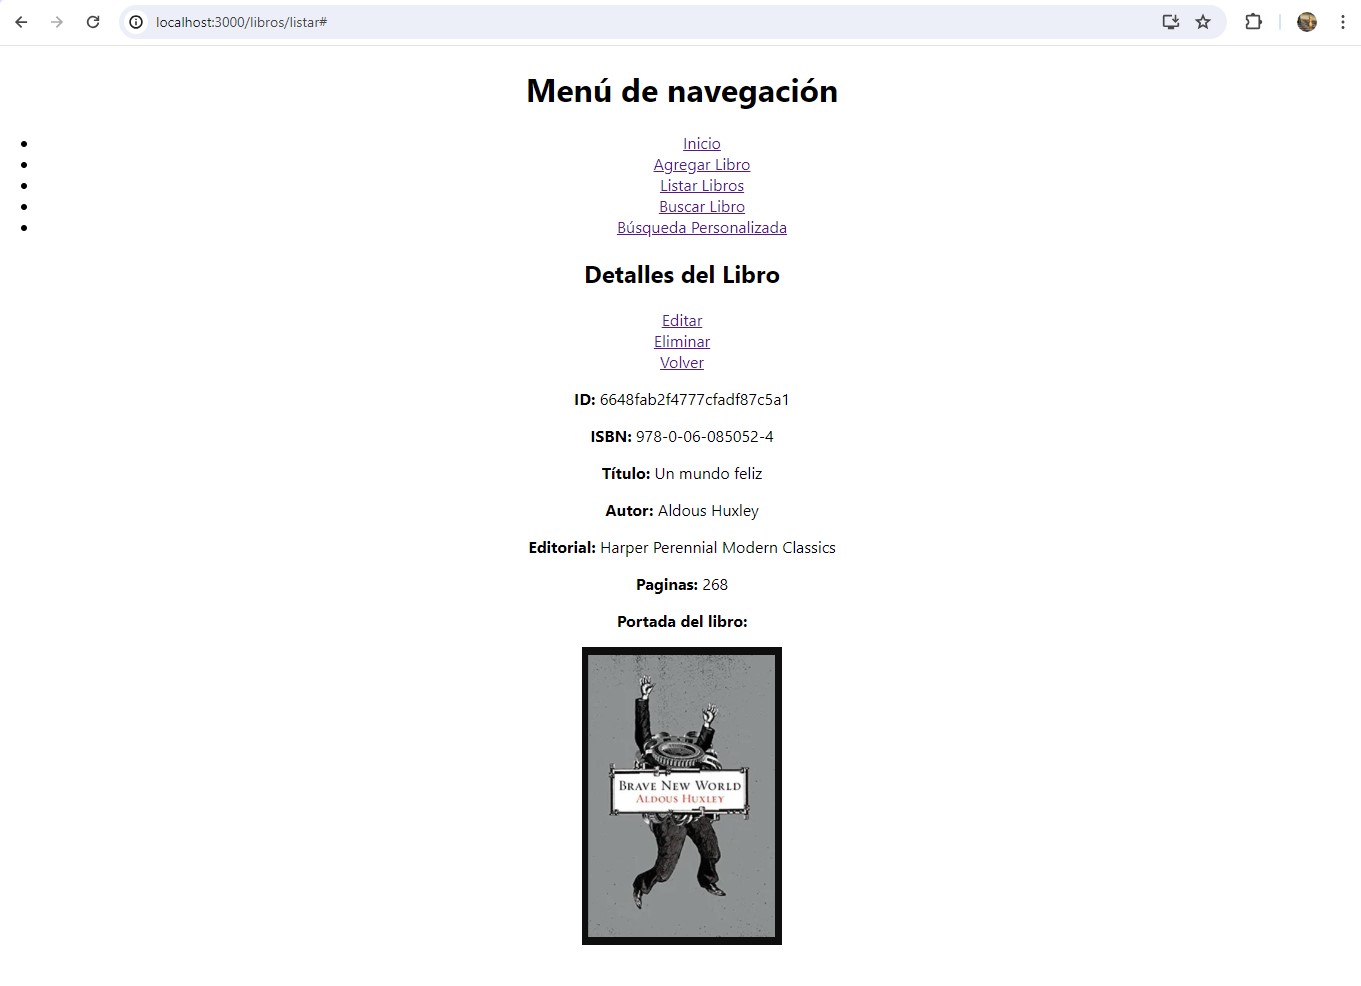 localhost:3000/libros/listar#
Menú de navegación
Inicio
Agregar Libro
Listar Libros
Buscar Libro
Búsqueda Personalizada
Detalles del Libro
Editar
Eliminar
Volver
ID: 6648fab2f4777cfadf87c5a1
ISBN: 978-0-06-085052-4
Título: Un mundo feliz
Autor: Aldous Huxley
Editorial: Harper Perennial Modern Classics
Paginas: 268
Portada del libro:
BRAVE NEW WORLD
ALDOUS HUXLEY